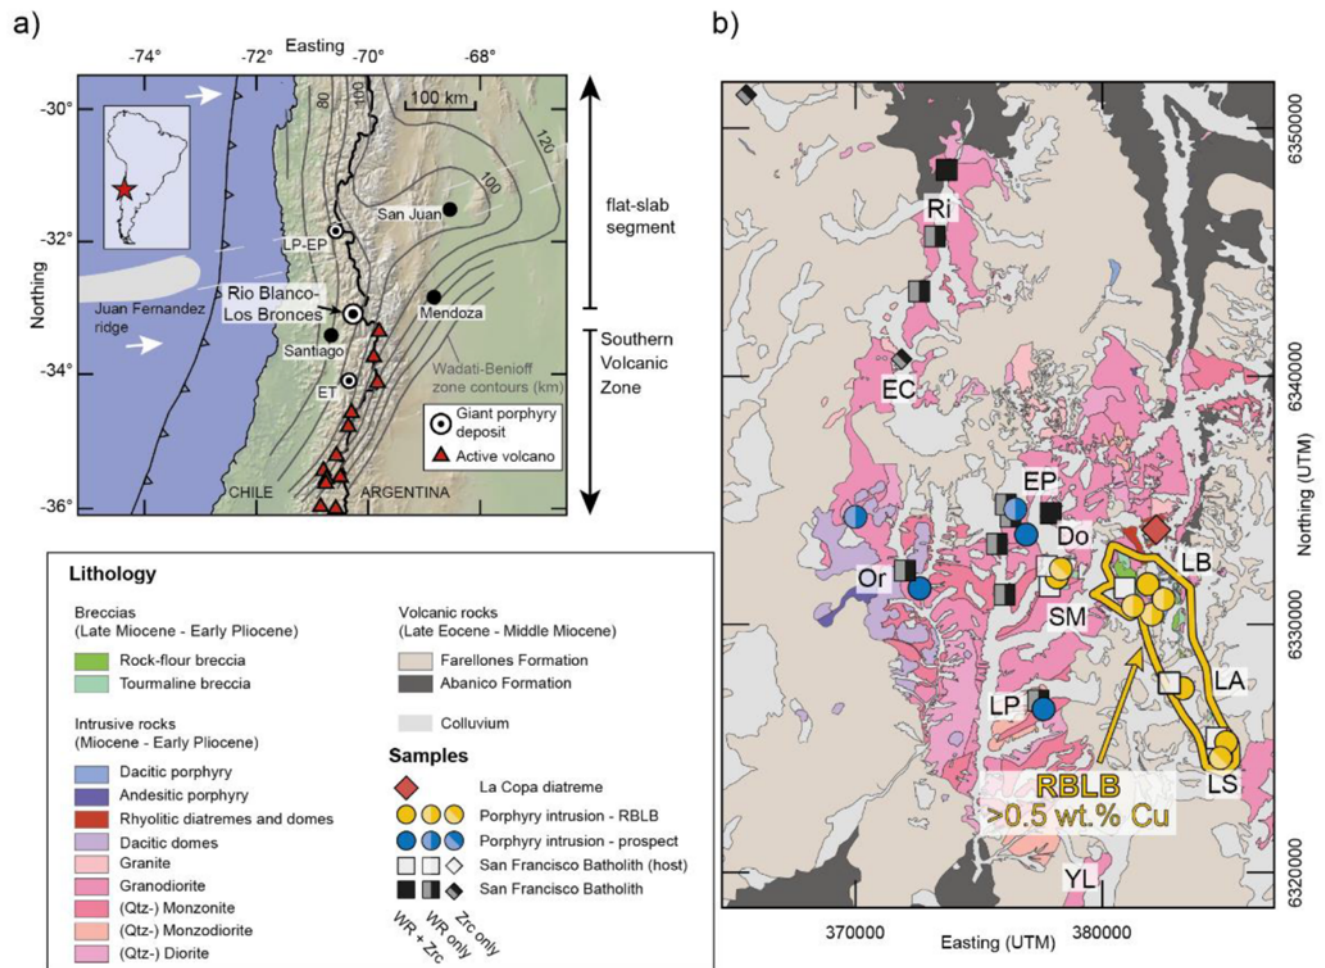 a)
Easting
-74°
-72°
-70°
-68°
Northing
-30°
-32°
-34°
-36°
80
100
100 km
120
100
San Juan
LP-EP
Rio Blanco-
Los Bronces
Juan Fernandez
ridge
Mendoza
Santiago
Wadati-Benioff
zone contours (km)
ET
Giant porphyry
deposit
Active volcano
CHILE
ARGENTINA
flat-slab
segment
Southern
Volcanic
Zone
b)
Ri
EC
EP
Do
Or
SM
LB
LA
LP
LS
RBLB
>0.5 wt.% Cu
YL
6350000
6340000
6330000
6320000
Northing (UTM)
370000
380000
Easting (UTM)
Lithology
Breccias
(Late Miocene - Early Pliocene)
Rock-flour breccia
Tourmaline breccia
Intrusive rocks
(Miocene - Early Pliocene)
Dacitic porphyry
Andesitic porphyry
Rhyolitic diatremes and domes
Dacitic domes
Granite
Granodiorite
(Qtz-) Monzonite
(Qtz-) Monzodiorite
(Qtz-) Diorite
Volcanic rocks
(Late Eocene - Middle Miocene)
Farellones Formation
Abanico Formation
Colluvium
Samples
La Copa diatreme
Porphyry intrusion - RBLB
Porphyry intrusion - prospect
San Francisco Batholith (host)
San Francisco Batholith
WR + Zrc
WR only
Zrc only